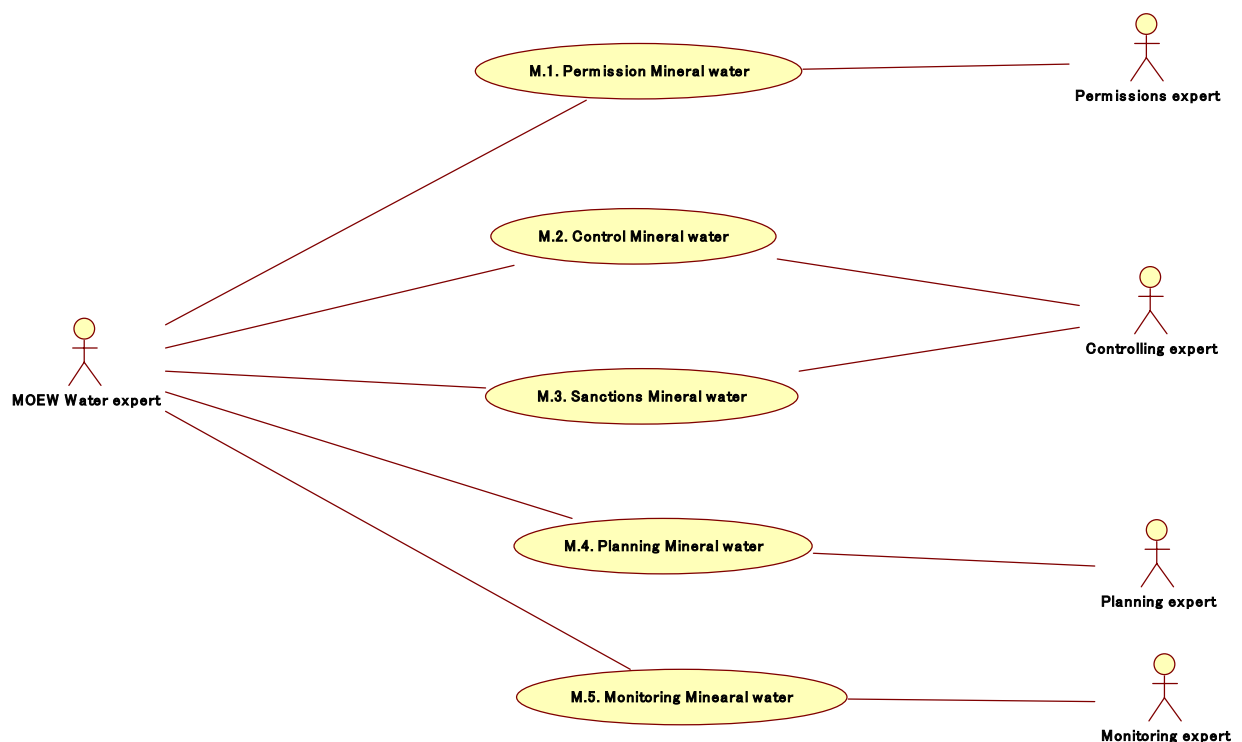 M.1. Permission Mineral water
Permissions expert
M.2. Control Mineral water
Controlling expert
MOEW Water expert
M.3. Sanctions Mineral water
M.4. Planning Mineral water
Planning expert
M.5. Monitoring Minearal water
Monitoring expert